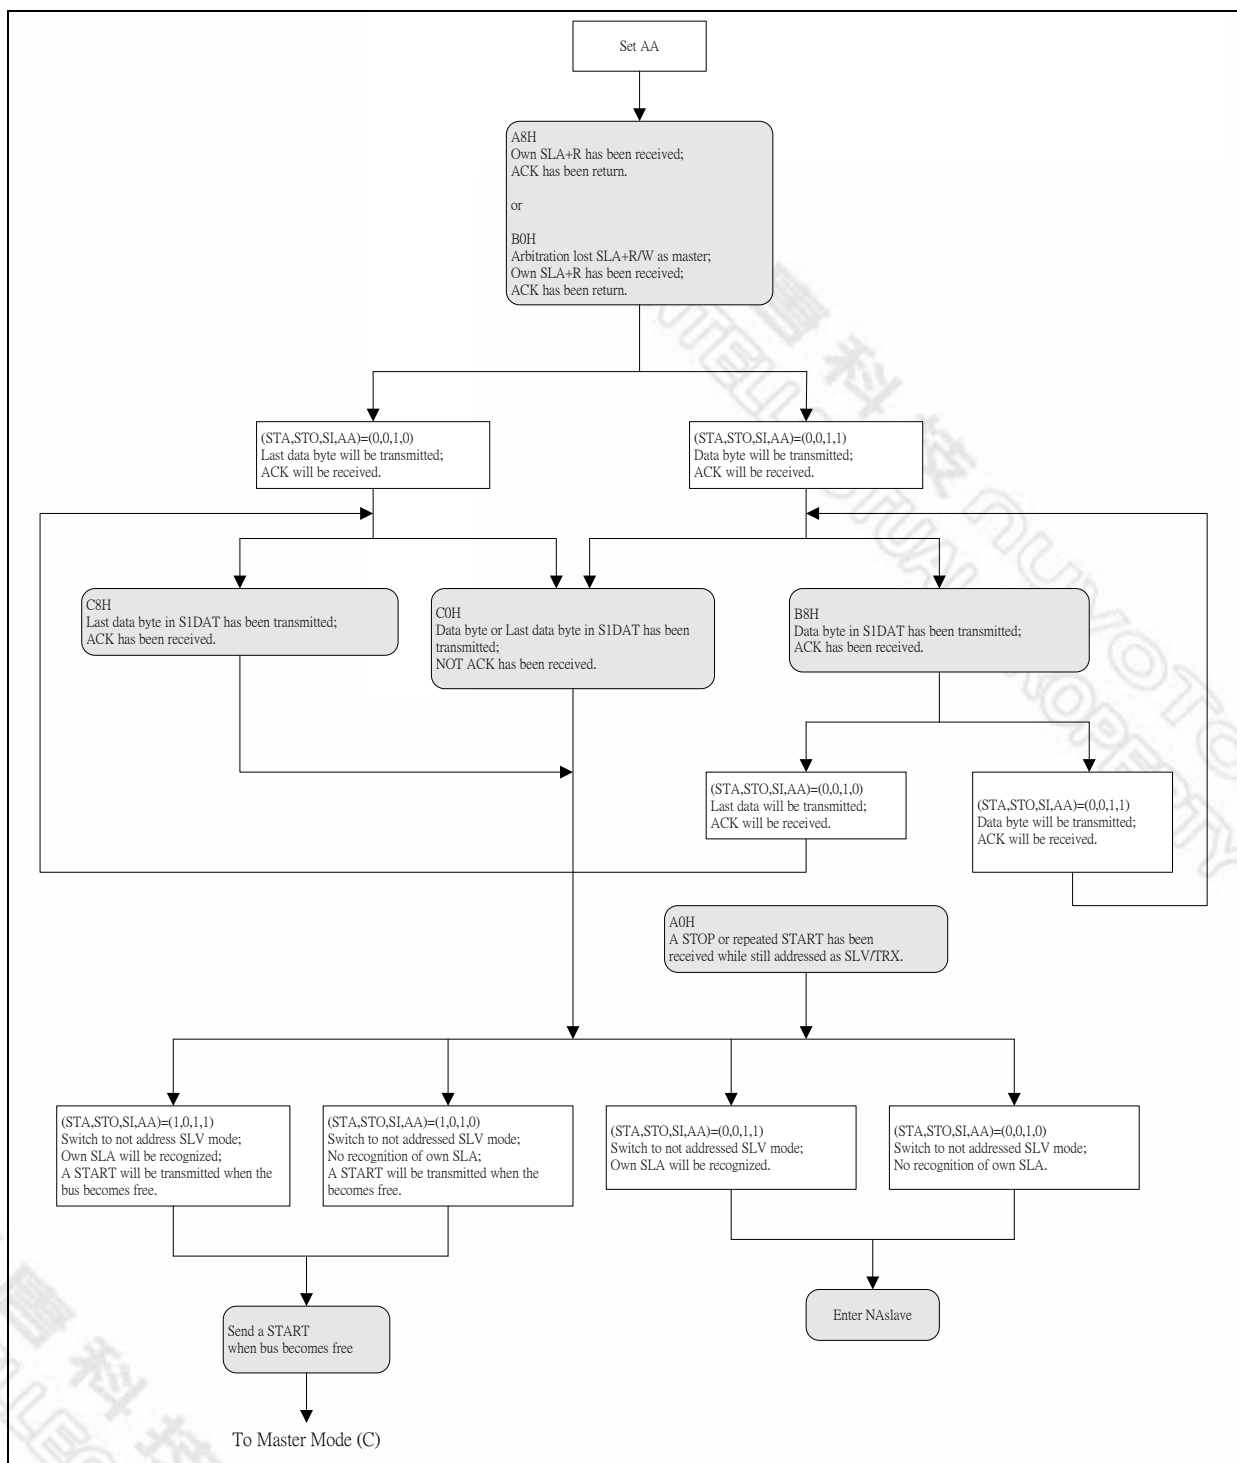 Set AA
A8H
Own SLA+R has been received;
ACK has been return.
or
B0H
Arbitration lost SLA+R/W as master;
Own SLA+R has been received;
ACK has been return.
(STA,STO,SI,AA)=(0,0,1,0)
Last data byte will be transmitted;
ACK will be received.
(STA,STO,SI,AA)=(0,0,1,1)
Data byte will be transmitted;
ACK will be received.
C8H
Last data byte in S1DAT has been transmitted;
ACK has been received.
C0H
Data byte or Last data byte in S1DAT has been
transmitted;
NOT ACK has been received.
B8H
Data byte in S1DAT has been transmitted;
ACK has been received.
(STA,STO,SI,AA)=(0,0,1,0)
Last data will be transmitted;
ACK will be received.
(STA,STO,SI,AA)=(0,0,1,1)
Data byte will be transmitted;
ACK will be received.
A0H
A STOP or repeated START has been
received while still addressed as SLV/TRX.
(STA,STO,SI,AA)=(1,0,1,1)
Switch to not address SLV mode;
Own SLA will be recognized;
A START will be transmitted when the
bus becomes free.
(STA,STO,SI,AA)=(1,0,1,0)
Switch to not addressed SLV mode;
No recognition of own SLA;
A START will be transmitted when the
becomes free.
(STA,STO,SI,AA)=(0,0,1,1)
Switch to not addressed SLV mode;
Own SLA will be recognized.
(STA,STO,SI,AA)=(0,0,1,0)
Switch to not addressed SLV mode;
No recognition of own SLA.
Send a START
when bus becomes free
Enter NAslave
To Master Mode (C)